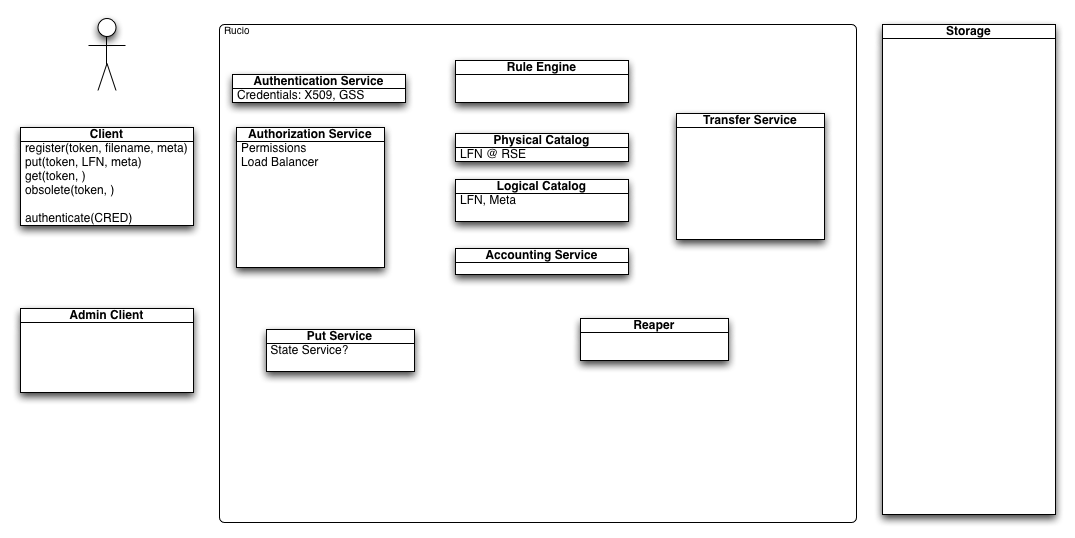 Rucio
Storage
Authentication Service
Credentials: X509, GSS
Rule Engine
Client
register(token, filename, meta)
put(token, LFN, meta)
get(token, )
obsolete(token, )
authenticate(CRED)
Authorization Service
Permissions
Load Balancer
Physical Catalog
LFN @ RSE
Logical Catalog
LFN, Meta
Transfer Service
Accounting Service
Admin Client
Put Service
State Service?
Reaper